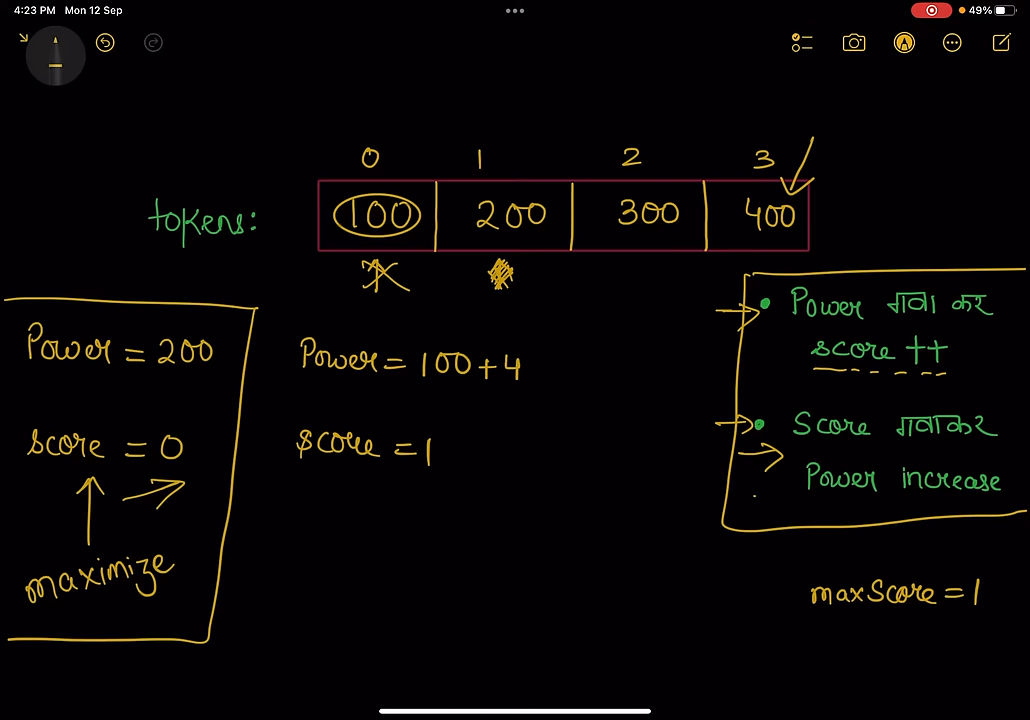 4:23 PM Mon 12 Sep
49%
0 1 2 3
tokens: 100 200 300 400
Power = 200
score = 0
maximize
Power = 100 + 4
score = 1
Power गवा कर
score ++
Score गवाकर
Power increase
maxScore = 1